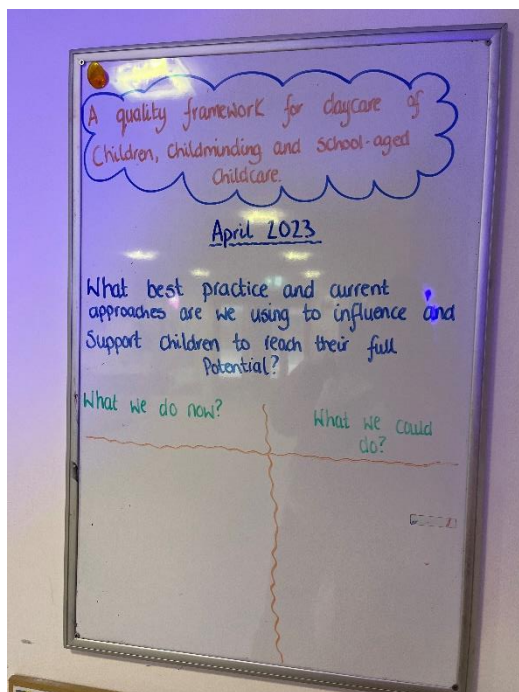 A quality framework for daycare of
Children, Childminding and school-aged
Childcare.
April 2023
What best practice and current
approaches are we using to influence and
Support Children to reach their full
Potential?
What we do now?
What we could
do?